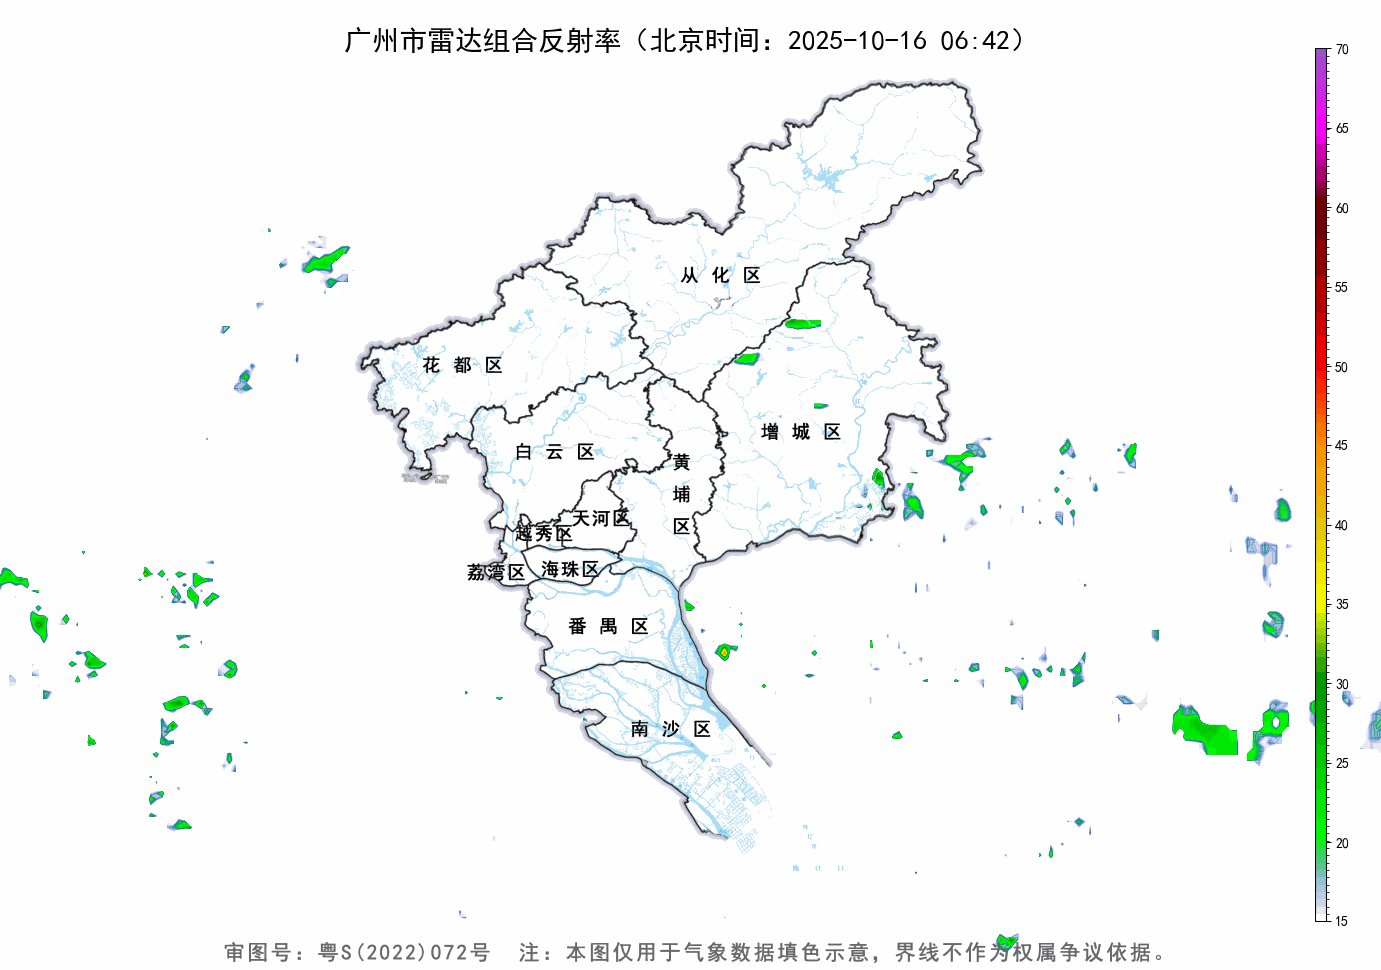 广州市雷达组合反射率（北京时间：2025-10-16 06:42）
70
65
60
55
50
45
40
35
30
25
20
15
从化区
花都区
增城区
白云区
黄埔区
天河区
越秀区
荔湾区
海珠区
番禺区
南沙区
审图号：粤S(2022)072号 注：本图仅用于气象数据填色示意，界线不作为权属争议依据。